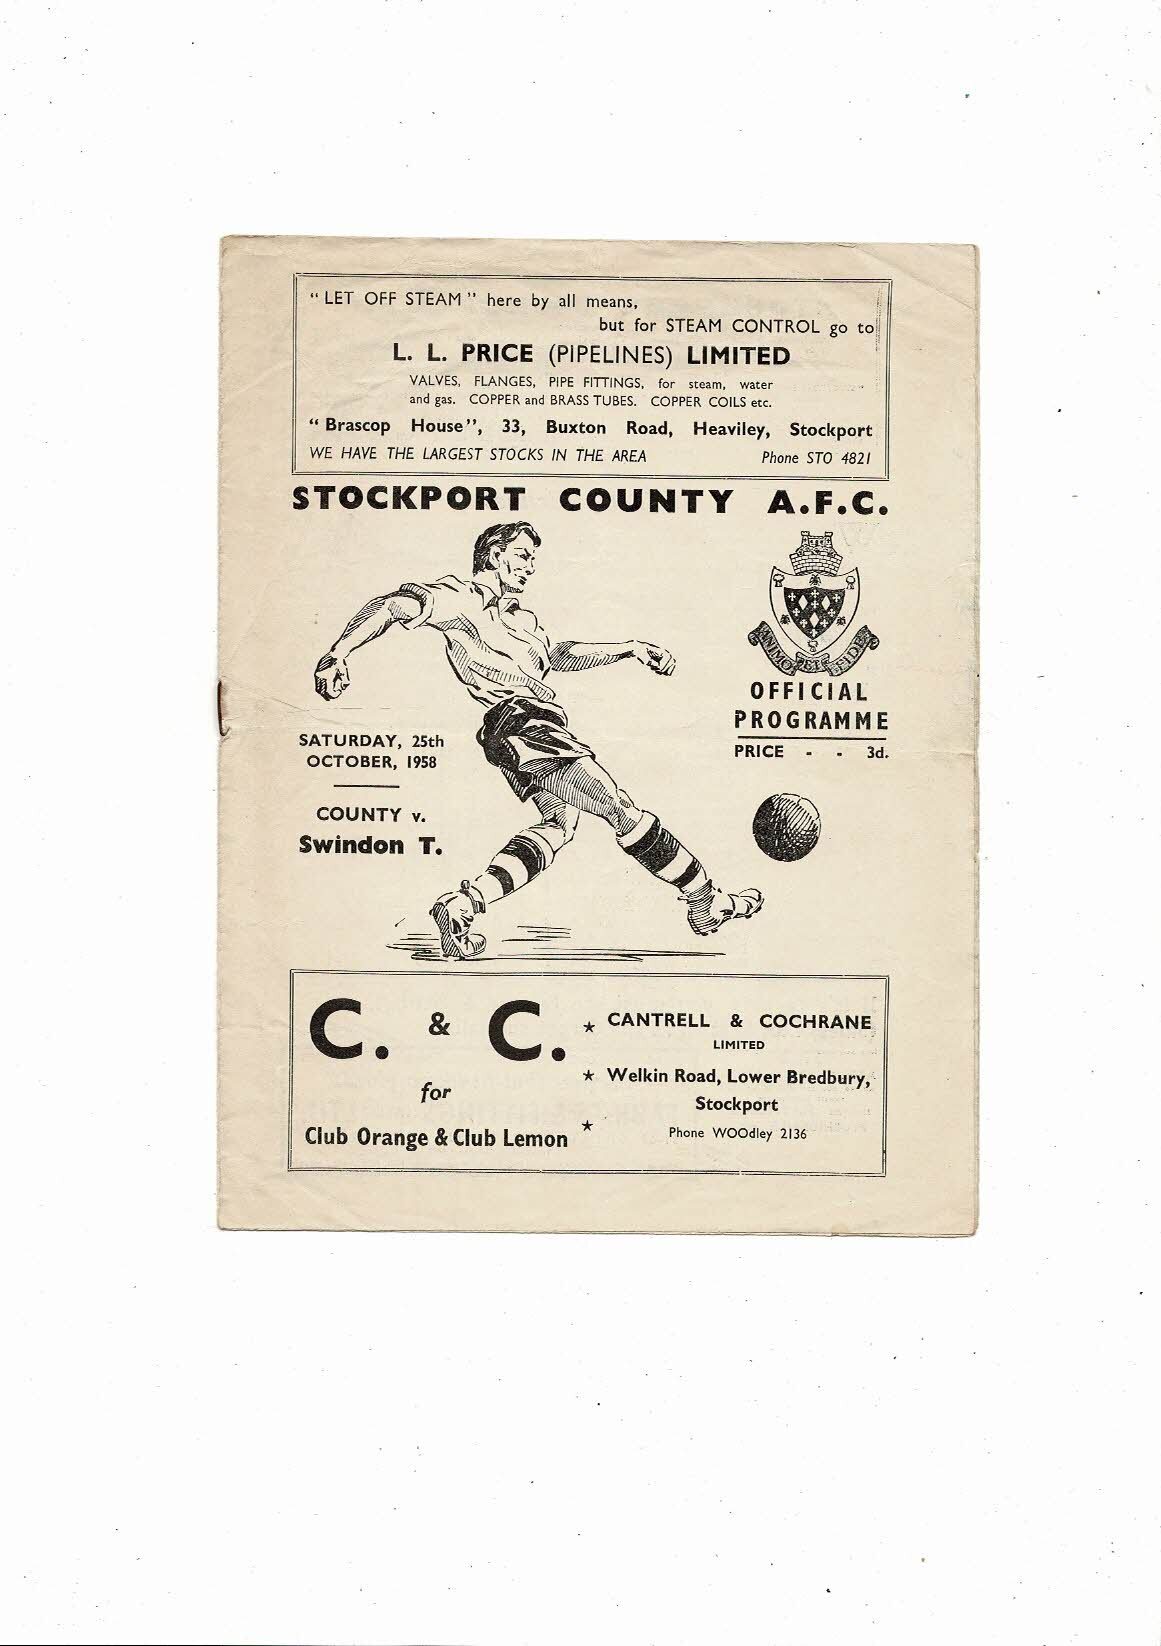 “ LET OFF STEAM ” here by all means,
but for STEAM CONTROL go to
L. L. PRICE (PIPELINES) LIMITED
VALVES, FLANGES, PIPE FITTINGS, for steam, water
and gas. COPPER and BRASS TUBES. COPPER COILS etc.
“ Brascop House”, 33, Buxton Road, Heaviley, Stockport
WE HAVE THE LARGEST STOCKS IN THE AREA Phone STO 4821
STOCKPORT COUNTY A.F.C.
ANIMO ET FIDE
OFFICIAL
PROGRAMME
PRICE - - 3d.
SATURDAY, 25th
OCTOBER, 1958
COUNTY v.
Swindon T.
C. & C.
for
Club Orange & Club Lemon
★ CANTRELL & COCHRANE
LIMITED
★ Welkin Road, Lower Bredbury,
Stockport
★ Phone WOOdley 2136